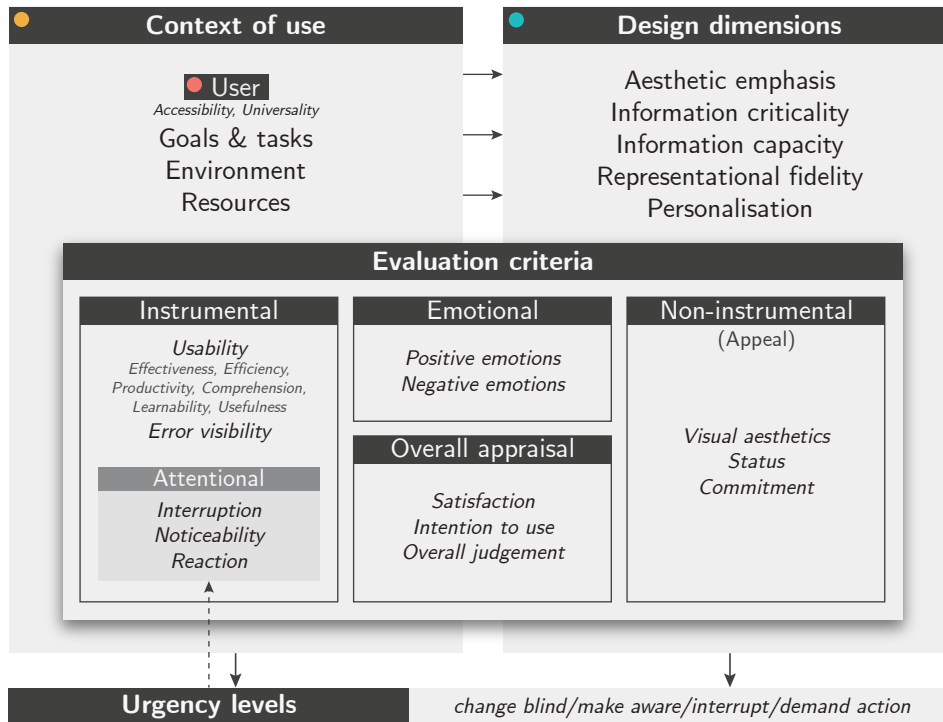 Context of use
User
Accessibility, Universality
Goals & tasks
Environment
Resources
Design dimensions
Aesthetic emphasis
Information criticality
Information capacity
Representational fidelity
Personalisation
Evaluation criteria
Instrumental
Usability
Effectiveness, Efficiency,
Productivity, Comprehension,
Learnability, Usefulness
Error visibility
Attentional
Interruption
Noticeability
Reaction
Emotional
Positive emotions
Negative emotions
Overall appraisal
Satisfaction
Intention to use
Overall judgement
Non-instrumental
(Appeal)
Visual aesthetics
Status
Commitment
Urgency levels
change blind/make aware/interrupt/demand action